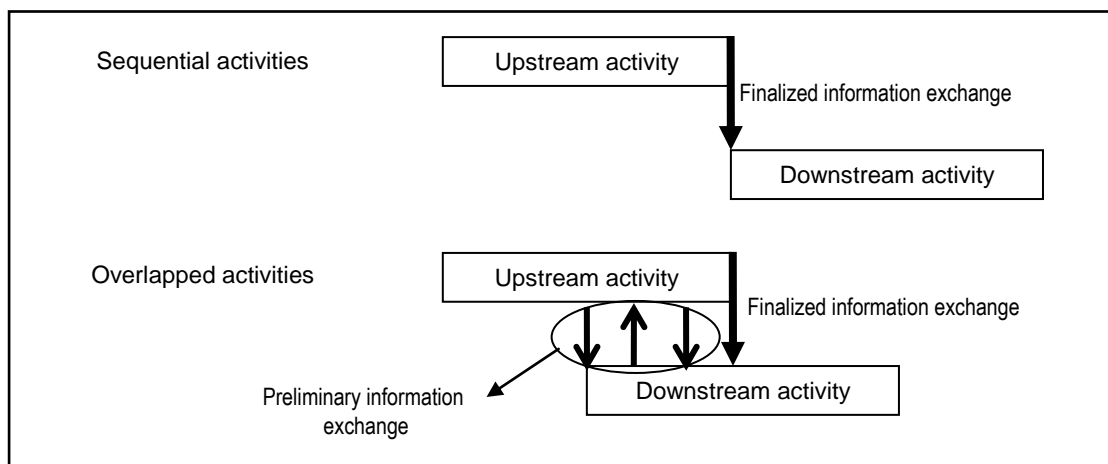 Sequential activities
Upstream activity
Finalized information exchange
Downstream activity
Overlapped activities
Upstream activity
Finalized information exchange
Downstream activity
Preliminary information
exchange